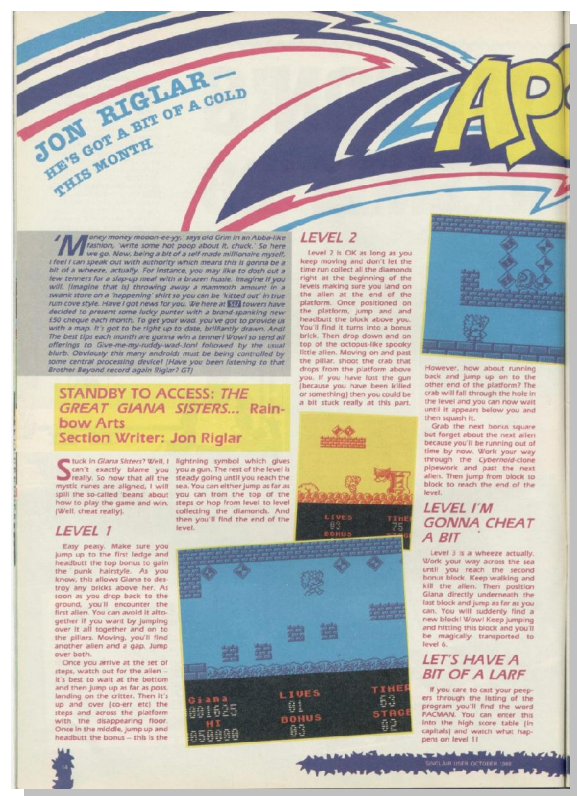 JON RIGLAR —
HE'S GOT A BIT OF A COLD
THIS MONTH
APO
'Money money mooon-ee-yy,' says old Grim in an Abba-like
fashion, 'write some hot poop about it, chuck.' So here
we go. Now, being a bit of a self made millionaire myself,
I feel I can speak out with authority which means this is gonna be a
bit of a wheeze, actually. For instance, you may like to dosh out a
few tenners for a slap-up meal with a brazen hussie. Imagine if you
will. (Imagine that is) throwing away a mammoth amount in a
swank store on a 'happening' shirt so you can be 'kitted out' in true
rum cove style. Have I got news for you. We here at SU towers have
decided to present some lucky punter with a brand-spanking new
£50 cheque each month. To get your wad, you've got to provide us
with a map. It's got to be right up to date, brilliantly drawn. And!
The best tips each month are gonna win a tenner! Wow! so send all
offerings to Give-me-my-ruddy-wad-Jon! followed by the usual
blurb. Obviously this many androids must be being controlled by
some central processing device! (Have you been listening to that
Brother Beyond record again Riglar? GT)
STANDBY TO ACCESS: THE
GREAT GIANA SISTERS... Rain-
bow Arts
Section Writer: Jon Riglar
Stuck in Giana Sisters? Well, I
can't exactly blame you
really. So now that all the
mystic runes are aligned, I will
spill the so-called 'beans' about
how to play the game and win.
(Well, cheat really).
LEVEL 1
Easy peasy. Make sure you
jump up to the first ledge and
headbutt the top bonus to gain
the punk hairstyle. As you
know, this allows Giana to des-
troy any bricks above her. As
soon as you drop back to the
ground, you'll encounter the
first alien. You can avoid it alto-
gether if you want by jumping
over it all together and on to
the pillars. Moving, you'll find
another alien and a gap. Jump
over both.
Once you arrive at the set of
steps, watch out for the alien –
it's best to wait at the bottom
and then jump up as far as poss,
landing on the critter. Then it's
up and over (co-err etc) the
steps and across the platform
with the disappearing floor.
Once in the middle, jump up and
headbutt the bonus – this is the
lightning symbol which gives
you a gun. The rest of the level is
steady going until you reach the
sea. You can either jump as far as
you can from the top of the
steps or hop from level to level
collecting the diamonds. And
then you'll find the end of the
level.
LEVEL 2
Level 2 is OK as long as you
keep moving and don't let the
time run collect all the diamonds
right at the beginning of the
levels making sure you land on
the alien at the end of the
platform. Once positioned on
the platform, jump and and
headbutt the block above you.
You'll find it turns into a bonus
brick. Then drop down and on
top of the octopus-like spooky
little alien. Moving on and past
the pillar, shoot the crab that
drops from the platform above
you. If you have lost the gun
(because you have been killed
or something) then you could be
a bit stuck really at this part.
LIVES
03
BONUS
TIMER
75
Giana
001625
HI
050000
LIVES
01
BONUS
03
TIMER
53
STAGE
02
However, how about running
back and jump up on to the
other end of the platform? The
crab will fall through the hole in
the level and you can now wait
until it appears below you and
then squash it.
Grab the next bonus square
but forget about the next alien
because you'll be running out of
time by now. Work your way
through the Cybernoid-clone
pipework and past the next
alien. Then jump from block to
block to reach the end of the
level.
LEVEL I'M
GONNA CHEAT
A BIT
Level 3 is a wheeze actually.
Work your way across the sea
until you reach the second
bonus block. Keep walking and
kill the alien. Then position
Giana directly underneath the
last block and jump as far as you
can. You will suddenly find a
new block! Wow! Keep jumping
and hitting this block and you'll
be magically transported to
level 6.
LET'S HAVE A
BIT OF A LARF
If you care to cast your peep-
ers through the listing of the
program you'll find the word
PACMAN. You can enter this
into the high score table (in
capitals) and watch what hap-
pens on level 11
SINCLAIR USER OCTOBER 1988